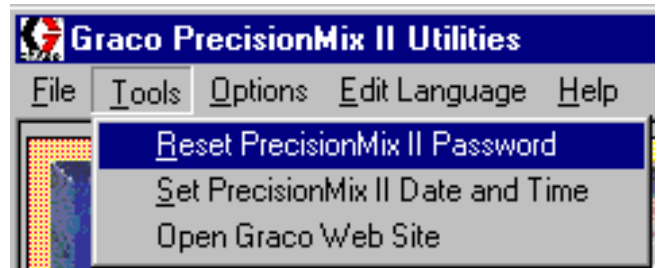 Graco PrecisionMix II Utilities
File Tools Options Edit Language Help
Reset PrecisionMix II Password
Set PrecisionMix II Date and Time
Open Graco Web Site